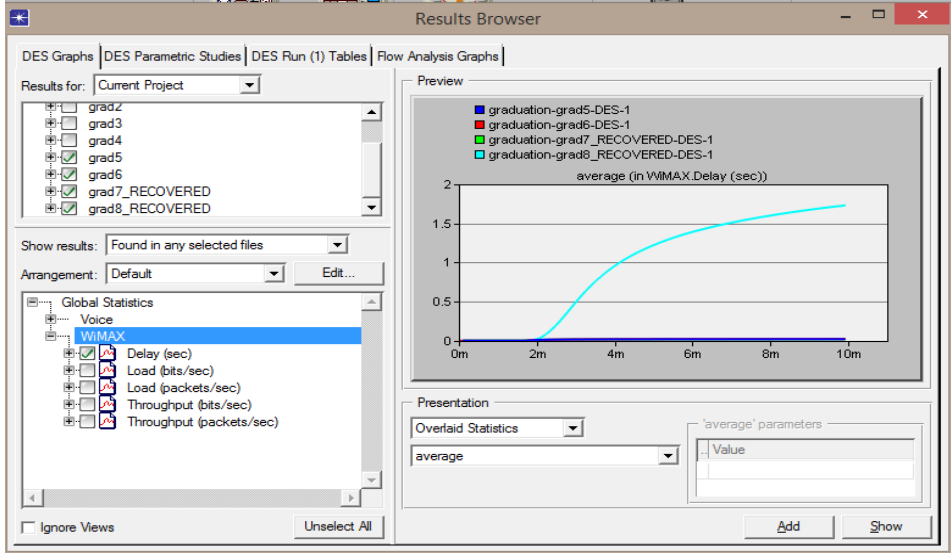 Results Browser
DES Graphs DES Parametric Studies DES Run (1) Tables Flow Analysis Graphs
Results for: Current Project
grad2
grad3
grad4
grad5
grad6
grad7_RECOVERED
grad8_RECOVERED
Show results: Found in any selected files
Arrangement: Default Edit...
Global Statistics
Voice
WiMAX
Delay (sec)
Load (bits/sec)
Load (packets/sec)
Throughput (bits/sec)
Throughput (packets/sec)
Ignore Views Unselect All
Preview
graduation-grad5-DES-1
graduation-grad6-DES-1
graduation-grad7_RECOVERED-DES-1
graduation-grad8_RECOVERED-DES-1
average (in WiMAX.Delay (sec))
2
1.5
1
0.5
0
0m 2m 4m 6m 8m 10m
Presentation
Overlaid Statistics
average
'average' parameters
.. Value
Add Show